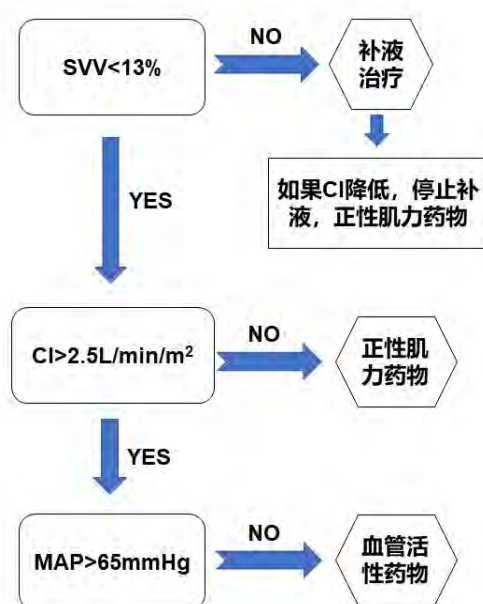 SVV<13%
NO
补液
治疗
YES
如果CI降低，停止补
液，正性肌力药物
CI>2.5L/min/m²
NO
正性肌
力药物
YES
MAP>65mmHg
NO
血管活
性药物